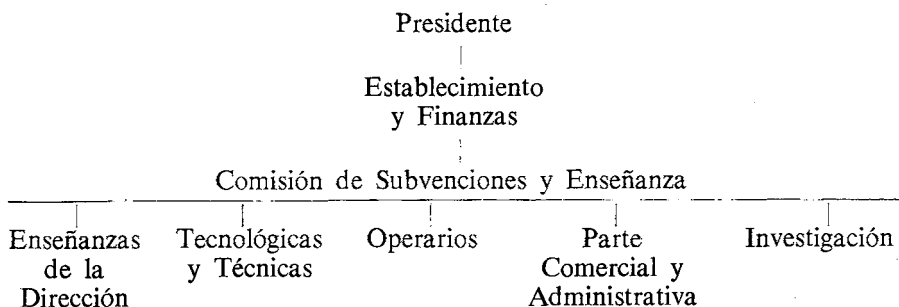 Presidente
Establecimiento
y Finanzas
Comisión de Subvenciones y Enseñanza
Enseñanzas
de la
Dirección
Tecnológicas
y Técnicas
Operarios
Parte
Comercial y
Administrativa
Investigación